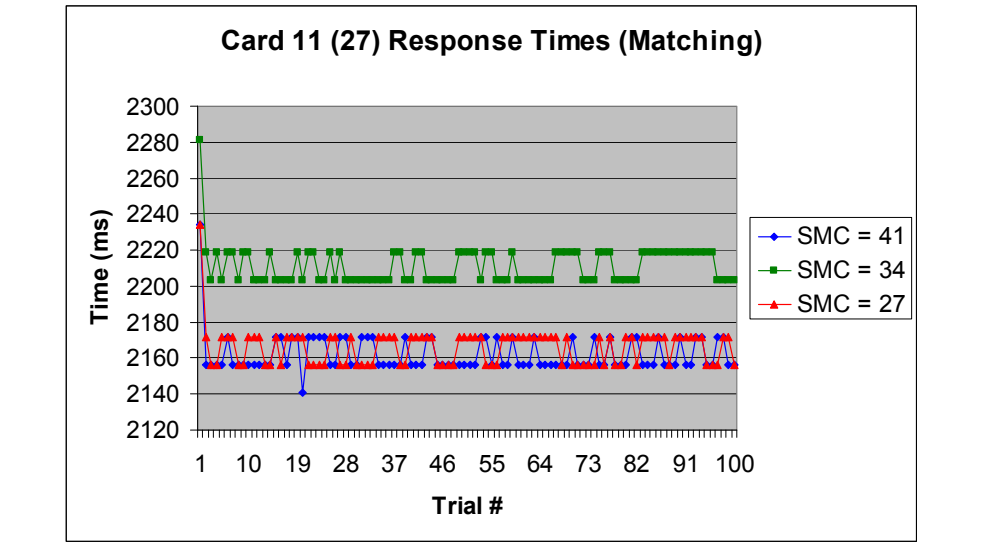 Card 11 (27) Response Times (Matching)
2300
2280
2260
2240
2220
2200
2180
2160
2140
2120
Time (ms)
1 10 19 28 37 46 55 64 73 82 91 100
Trial #
SMC = 41
SMC = 34
SMC = 27